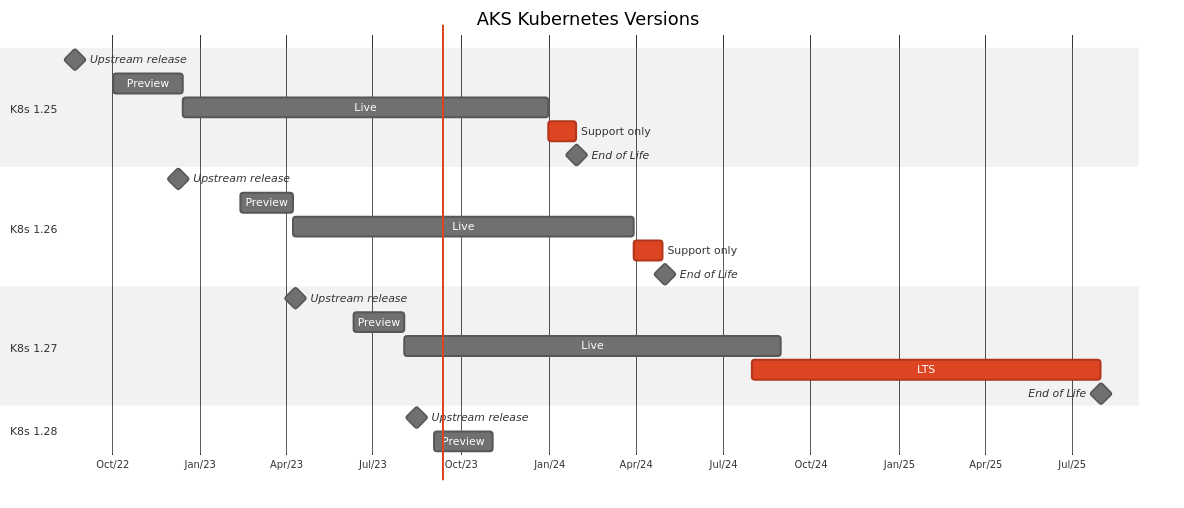 AKS Kubernetes Versions
K8s 1.25
Upstream release
Preview
Live
Support only
End of Life
K8s 1.26
Upstream release
Preview
Live
Support only
End of Life
K8s 1.27
Upstream release
Preview
Live
LTS
End of Life
K8s 1.28
Upstream release
Preview
Oct/22 Jan/23 Apr/23 Jul/23 Oct/23 Jan/24 Apr/24 Jul/24 Oct/24 Jan/25 Apr/25 Jul/25